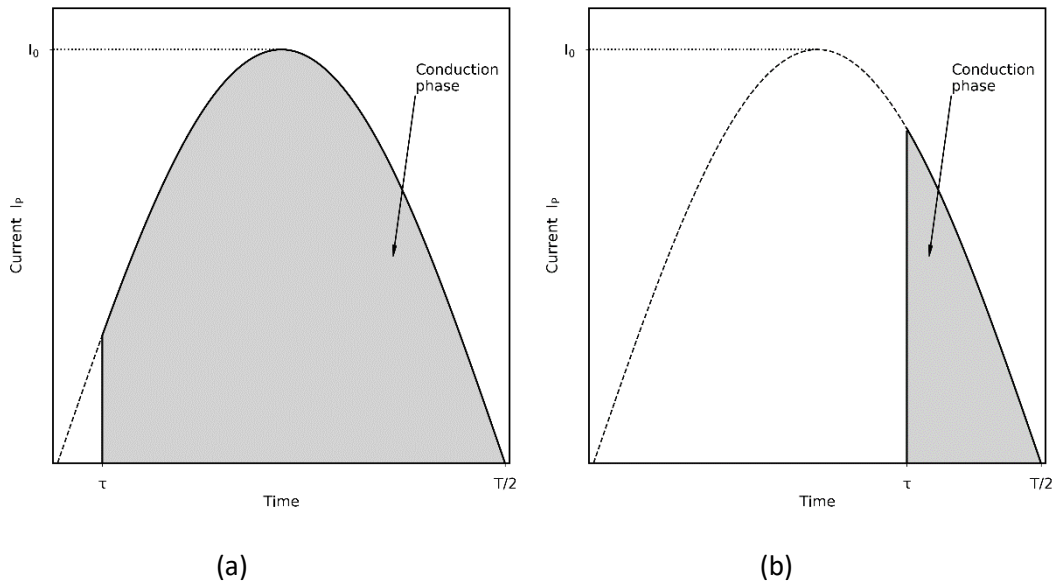 I₀
Conduction
phase
Current Iₚ
τ
T/2
Time
(a)
I₀
Conduction
phase
Current Iₚ
τ
T/2
Time
(b)